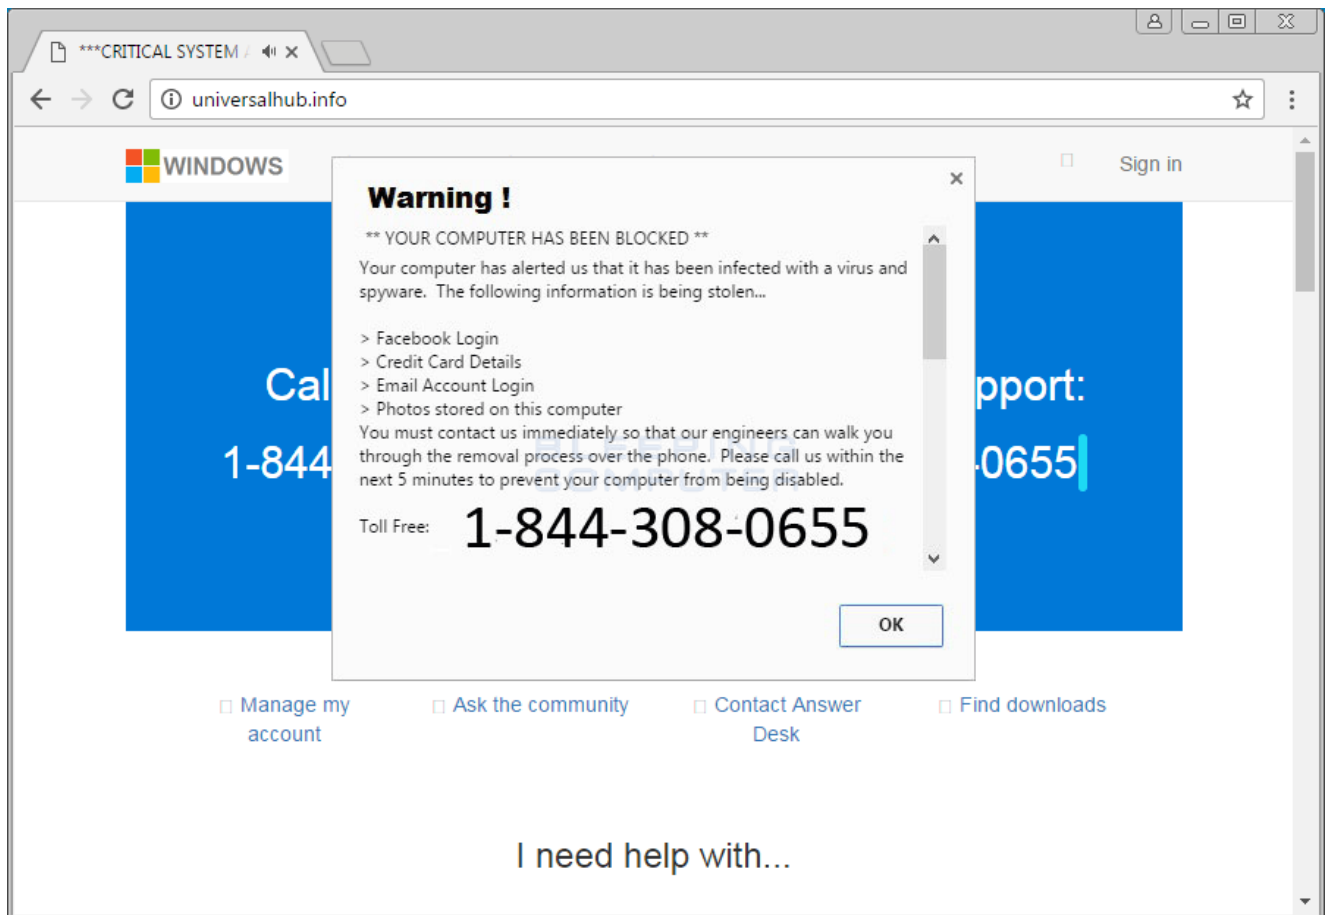 ***CRITICAL SYSTEM
universalhub.info
WINDOWS
Sign in
Warning !
** YOUR COMPUTER HAS BEEN BLOCKED **
Your computer has alerted us that it has been infected with a virus and
spyware. The following information is being stolen...
> Facebook Login
> Credit Card Details
> Email Account Login
> Photos stored on this computer
You must contact us immediately so that our engineers can walk you
through the removal process over the phone. Please call us within the
next 5 minutes to prevent your computer from being disabled.
Toll Free: 1-844-308-0655
OK
Cal pport:
1-844 -0655
BLEEPING
COMPUTER
Manage my
account
Ask the community
Contact Answer
Desk
Find downloads
I need help with...